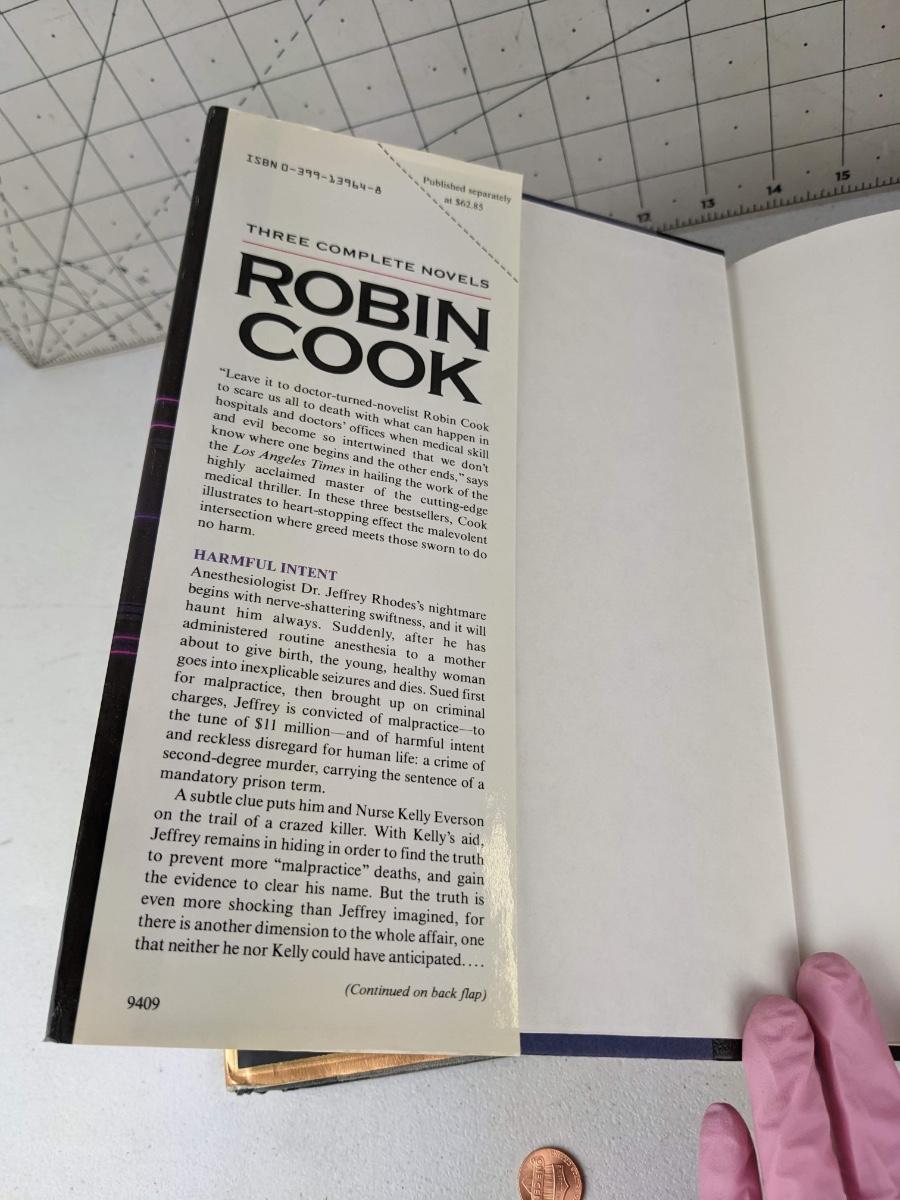 ISBN 0-399-13964-8
Published separately
at $62.85
THREE COMPLETE NOVELS
ROBIN
COOK
"Leave it to doctor-turned-novelist Robin Cook
to scare us all to death with what can happen in
hospitals and doctors' offices when medical skill
and evil become so intertwined that we don't
know where one begins and the other ends," says
the Los Angeles Times in hailing the work of the
highly acclaimed master of the cutting-edge
medical thriller. In these three bestsellers, Cook
illustrates to heart-stopping effect the malevolent
intersection where greed meets those sworn to do
no harm.
HARMFUL INTENT
Anesthesiologist Dr. Jeffrey Rhodes's nightmare
begins with nerve-shattering swiftness, and it will
haunt him always. Suddenly, after he has
administered routine anesthesia to a mother
about to give birth, the young, healthy woman
goes into inexplicable seizures and dies. Sued first
for malpractice, then brought up on criminal
charges, Jeffrey is convicted of malpractice—to
the tune of $11 million—and of harmful intent
and reckless disregard for human life: a crime of
second-degree murder, carrying the sentence of a
mandatory prison term.
A subtle clue puts him and Nurse Kelly Everson
on the trail of a crazed killer. With Kelly's aid,
Jeffrey remains in hiding in order to find the truth
to prevent more "malpractice" deaths, and gain
the evidence to clear his name. But the truth is
even more shocking than Jeffrey imagined, for
there is another dimension to the whole affair, one
that neither he nor Kelly could have anticipated....
(Continued on back flap)
9409
12 13 14 15